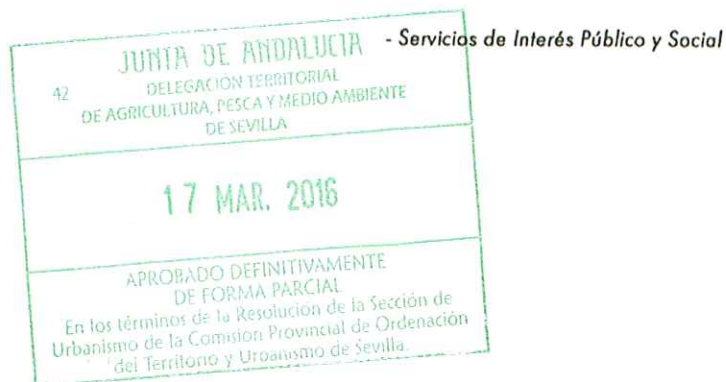 - Servicios de Interés Público y Social
JUNTA DE ANDALUCIA
42
DELEGACIÓN TERRITORIAL
DE AGRICULTURA, PESCA Y MEDIO AMBIENTE
DE SEVILLA
17 MAR. 2016
APROBADO DEFINITIVAMENTE
DE FORMA PARCIAL
En los términos de la Resolución de la Sección de
Urbanismo de la Comisión Provincial de Ordenación
del Territorio y Urbanismo de Sevilla.